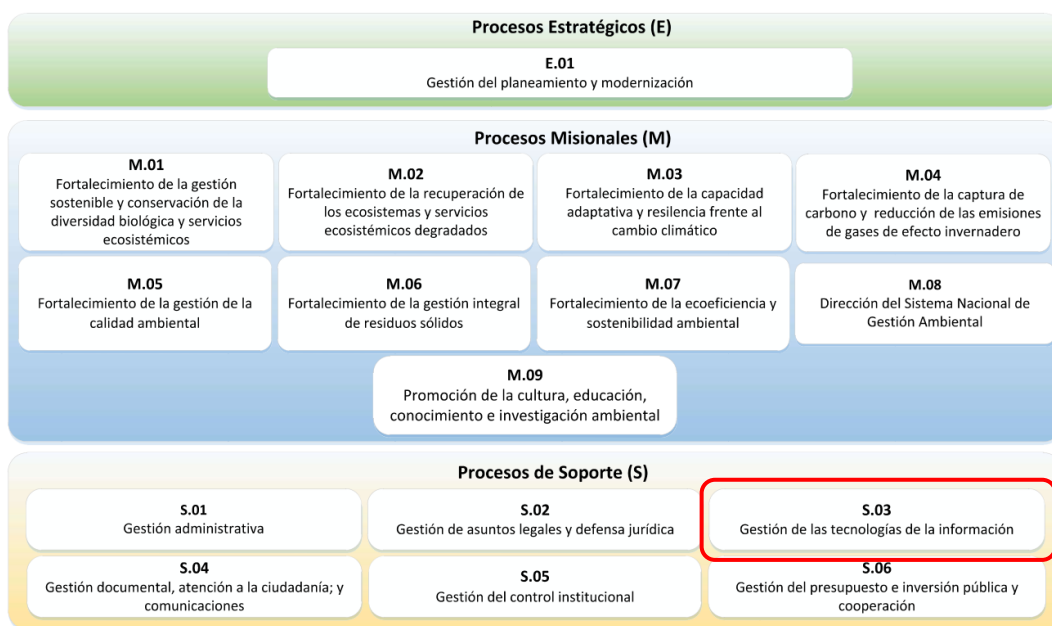 Procesos Estratégicos (E)
E.01
Gestión del planeamiento y modernización
Procesos Misionales (M)
M.01
Fortalecimiento de la gestión
sostenible y conservación de la
diversidad biológica y servicios
ecosistémicos
M.02
Fortalecimiento de la recuperación de
los ecosistemas y servicios
ecosistémicos degradados
M.03
Fortalecimiento de la capacidad
adaptativa y resilencia frente al
cambio climático
M.04
Fortalecimiento de la captura de
carbono y reducción de las emisiones
de gases de efecto invernadero
M.05
Fortalecimiento de la gestión de la
calidad ambiental
M.06
Fortalecimiento de la gestión integral
de residuos sólidos
M.07
Fortalecimiento de la ecoeficiencia y
sostenibilidad ambiental
M.08
Dirección del Sistema Nacional de
Gestión Ambiental
M.09
Promoción de la cultura, educación,
conocimiento e investigación ambiental
Procesos de Soporte (S)
S.01
Gestión administrativa
S.02
Gestión de asuntos legales y defensa jurídica
S.03
Gestión de las tecnologías de la información
S.04
Gestión documental, atención a la ciudadanía; y
comunicaciones
S.05
Gestión del control institucional
S.06
Gestión del presupuesto e inversión pública y
cooperación